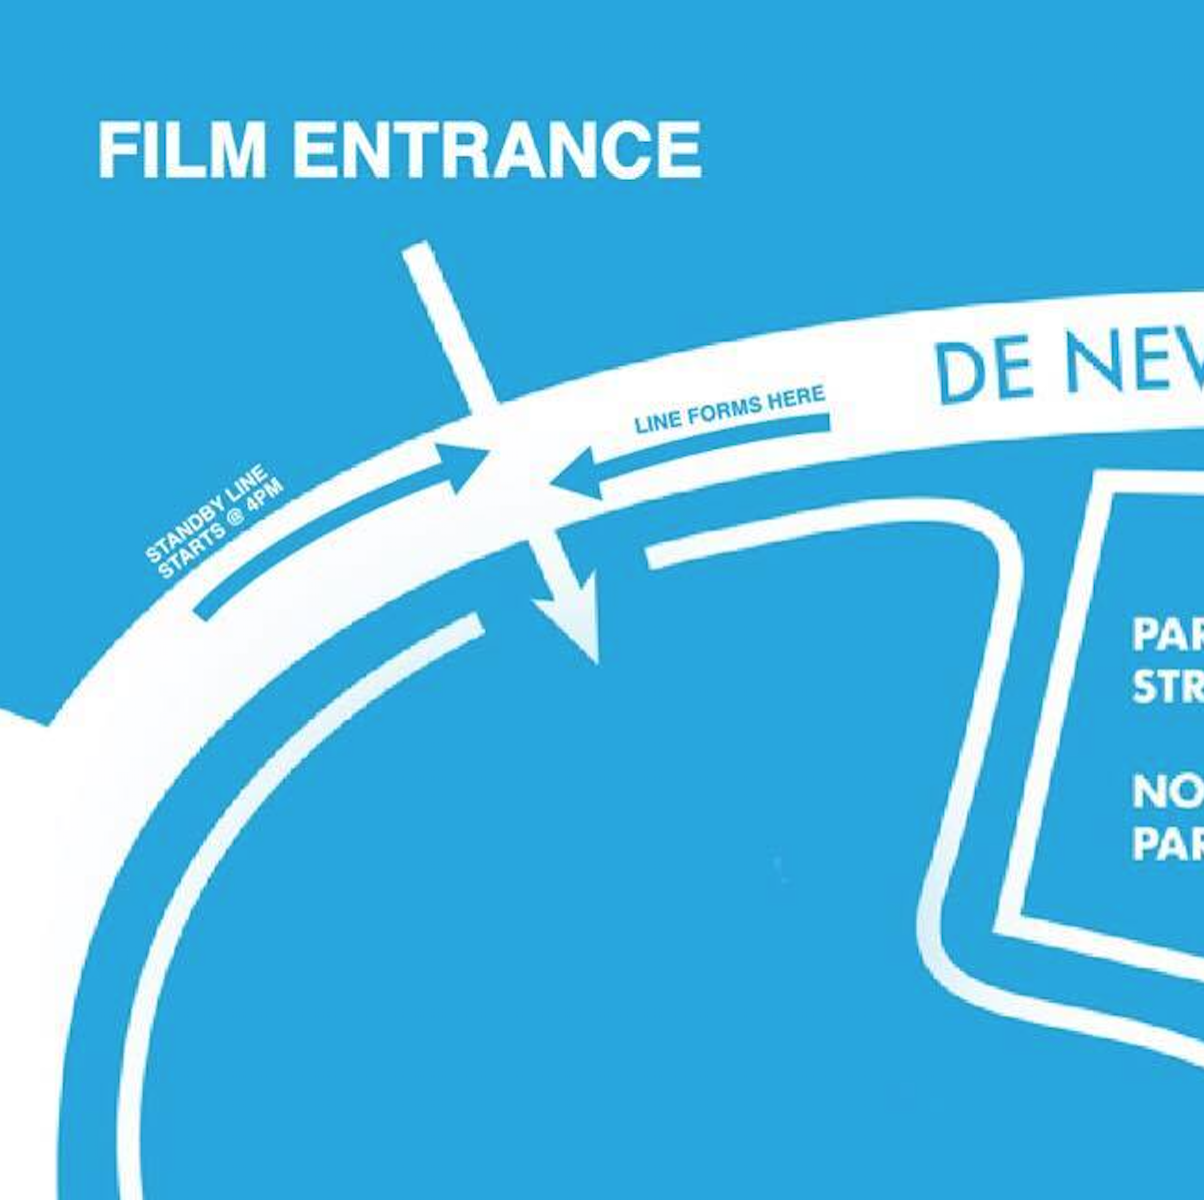 FILM ENTRANCE
DE NEV
LINE FORMS HERE
STANDBY LINE
STARTS @ 4PM
PAR
STR
NO
PAR